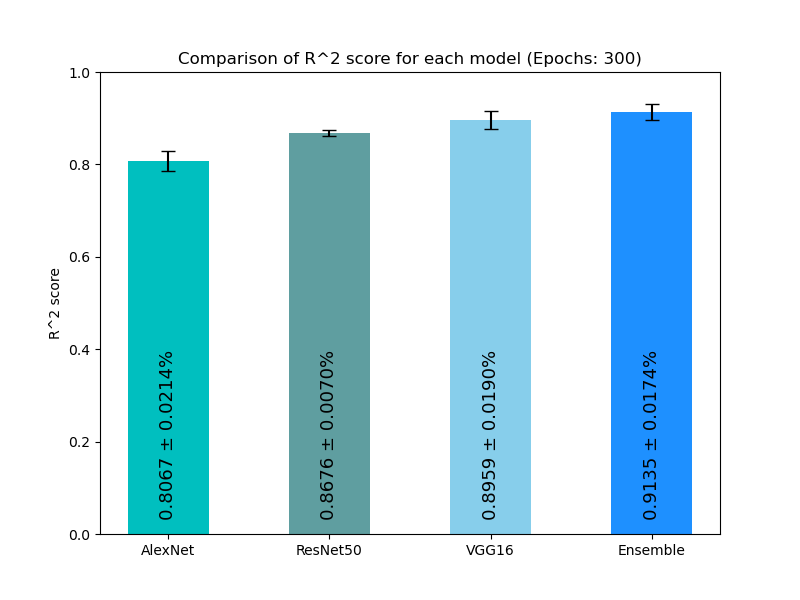 Comparison of R^2 score for each model (Epochs: 300)
R^2 score
1.0
0.8
0.6
0.4
0.2
0.0
0.8067 ± 0.0214%
0.8676 ± 0.0070%
0.8959 ± 0.0190%
0.9135 ± 0.0174%
AlexNet
ResNet50
VGG16
Ensemble